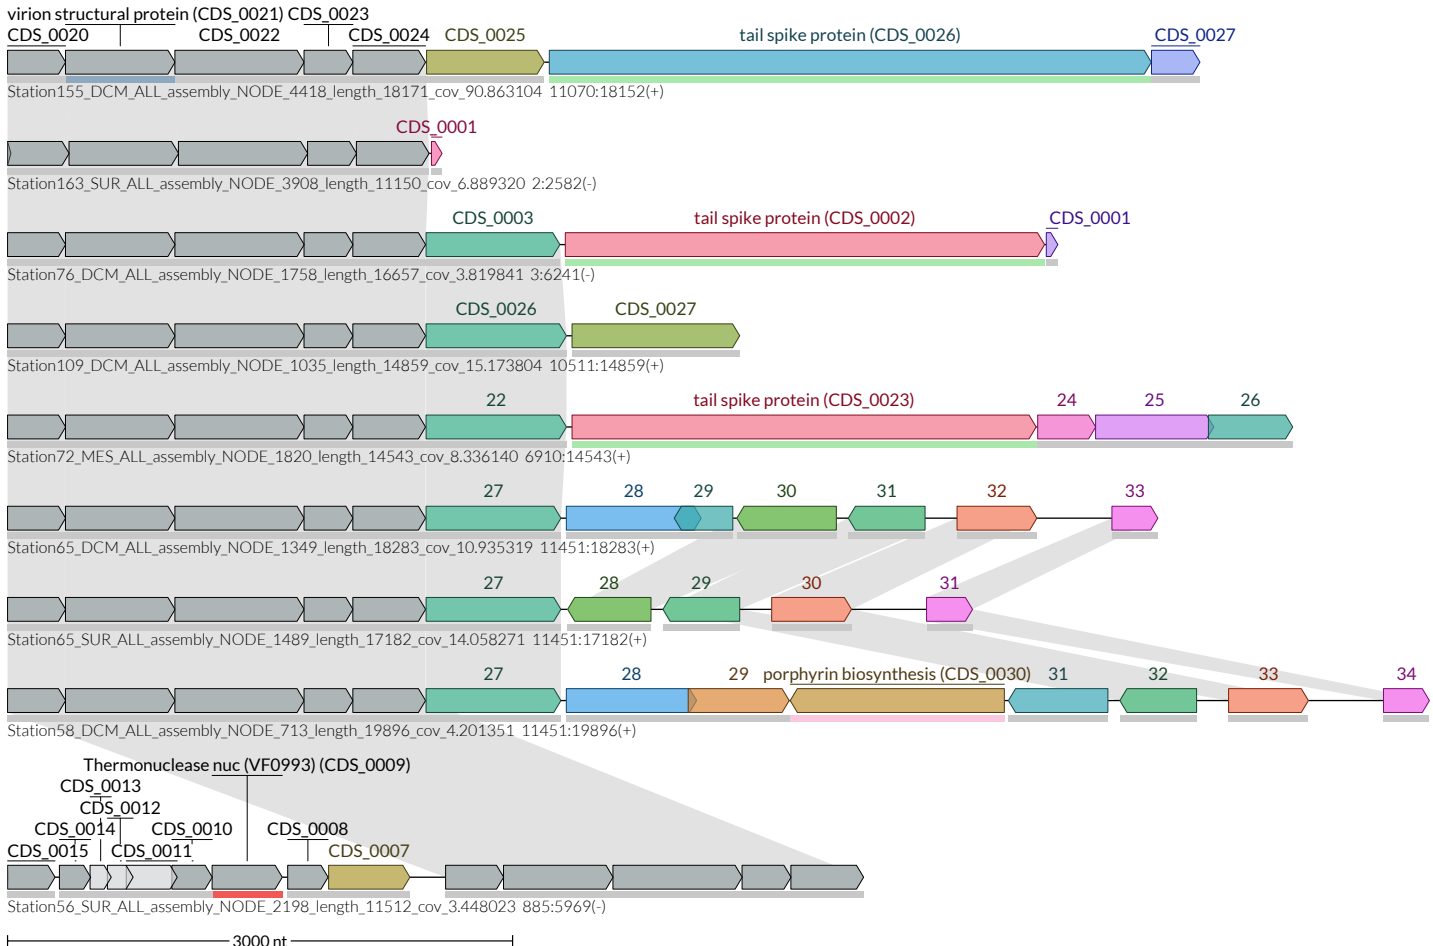 virion structural protein (CDS_0021) CDS_0023
CDS_0020 CDS_0022 CDS_0024 CDS_0025 tail spike protein (CDS_0026) CDS_0027
Station155_DCM_ALL_assembly_NODE_4418_length_18171_cov_90.863104 11070:18152(+)
CDS_0001
Station163_SUR_ALL_assembly_NODE_3908_length_11150_cov_6.889320 2:2582(-)
CDS_0003 tail spike protein (CDS_0002) CDS_0001
Station76_DCM_ALL_assembly_NODE_1758_length_16657_cov_3.819841 3:6241(-)
CDS_0026 CDS_0027
Station109_DCM_ALL_assembly_NODE_1035_length_14859_cov_15.173804 10511:14859(+)
22 tail spike protein (CDS_0023) 24 25 26
Station72_MES_ALL_assembly_NODE_1820_length_14543_cov_8.336140 6910:14543(+)
27 28 29 30 31 32 33
Station65_DCM_ALL_assembly_NODE_1349_length_18283_cov_10.935319 11451:18283(+)
27 28 29 30 31
Station65_SUR_ALL_assembly_NODE_1489_length_17182_cov_14.058271 11451:17182(+)
27 28 29 porphyrin biosynthesis (CDS_0030) 31 32 33 34
Station58_DCM_ALL_assembly_NODE_713_length_19896_cov_4.201351 11451:19896(+)
Thermonuclease nuc (VF0993) (CDS_0009)
CDS_0013
CDS_0012
CDS_0014 CDS_0010 CDS_0008
CDS_0015 CDS_0011 CDS_0007
Station56_SUR_ALL_assembly_NODE_2198_length_11512_cov_3.448023 885:5969(-)
3000 nt